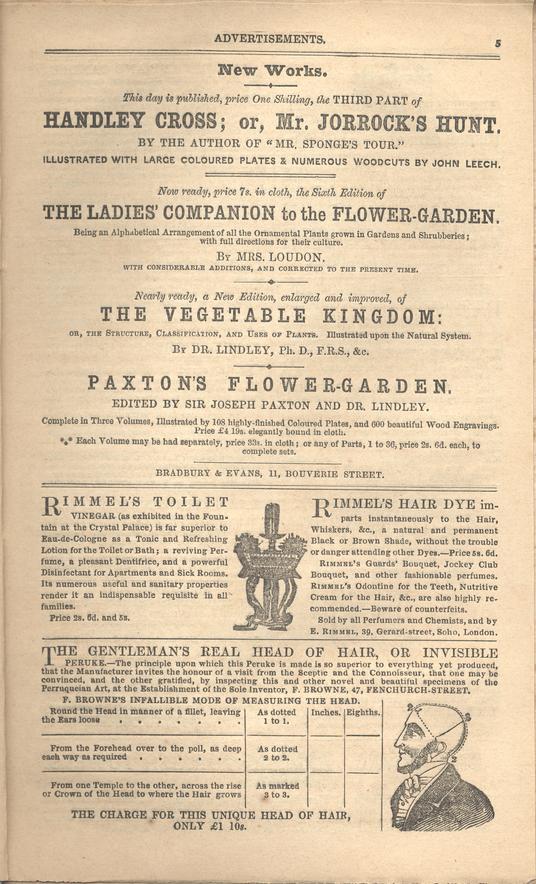 ADVERTISEMENTS. 5
New Works.
This day is published, price One Shilling, the THIRD PART of
HANDLEY CROSS; or, Mr. JORROCK'S HUNT.
BY THE AUTHOR OF "MR. SPONGE'S TOUR."
ILLUSTRATED WITH LARGE COLOURED PLATES & NUMEROUS WOODCUTS BY JOHN LEECH.
Now ready, price 7s. in cloth, the Sixth Edition of
THE LADIES' COMPANION to the FLOWER-GARDEN.
Being an Alphabetical Arrangement of all the Ornamental Plants grown in Gardens and Shrubberies;
with full directions for their culture.
By MRS. LOUDON.
WITH CONSIDERABLE ADDITIONS, AND CORRECTED TO THE PRESENT TIME.
Nearly ready, a New Edition, enlarged and improved, of
THE VEGETABLE KINGDOM:
OR, THE STRUCTURE, CLASSIFICATION, AND USES OF PLANTS. Illustrated upon the Natural System.
By DR. LINDLEY, Ph. D., F.R.S., &c.
PAXTON'S FLOWER-GARDEN.
EDITED BY SIR JOSEPH PAXTON AND DR. LINDLEY.
Complete in Three Volumes, Illustrated by 108 highly-finished Coloured Plates, and 600 beautiful Wood Engravings.
Price £4 19s. elegantly bound in cloth.
*** Each Volume may be had separately, price 33s. in cloth; or any of Parts, 1 to 36, price 2s. 6d. each, to
complete sets.
BRADBURY & EVANS, 11, BOUVERIE STREET.
RIMMEL'S TOILET
VINEGAR (as exhibited in the Foun-
tain at the Crystal Palace) is far superior to
Eau-de-Cologne as a Tonic and Refreshing
Lotion for the Toilet or Bath; a reviving Per-
fume, a pleasant Dentifrice, and a powerful
Disinfectant for Apartments and Sick Rooms.
Its numerous useful and sanitary properties
render it an indispensable requisite in all
families.
Price 2s. 6d. and 5s.
RIMMEL'S HAIR DYE im-
parts instantaneously to the Hair,
Whiskers, &c., a natural and permanent
Black or Brown Shade, without the trouble
or danger attending other Dyes.—Price 5s. 6d.
RIMMEL'S Guards' Bouquet, Jockey Club
Bouquet, and other fashionable perfumes.
RIMMEL'S Odontine for the Teeth, Nutritive
Cream for the Hair, &c., are also highly re-
commended.—Beware of counterfeits.
Sold by all Perfumers and Chemists, and by
E. RIMMEL, 39, Gerard-street, Soho, London.
THE GENTLEMAN'S REAL HEAD OF HAIR, OR INVISIBLE
PERUKE.—The principle upon which this Peruke is made is so superior to everything yet produced,
that the Manufacturer invites the honour of a visit from the Sceptic and the Connoisseur, that one may be
convinced, and the other gratified, by inspecting this and other novel and beautiful specimens of the
Perruqueian Art, at the Establishment of the Sole Inventor, F. BROWNE, 47, FENCHURCH-STREET.
F. BROWNE'S INFALLIBLE MODE OF MEASURING THE HEAD.
Round the Head in manner of a fillet, leaving
the Ears loose . . . . . .
As dotted
1 to 1.
Inches. Eighths.
From the Forehead over to the poll, as deep
each way as required . . . . .
As dotted
2 to 2.
From one Temple to the other, across the rise
or Crown of the Head to where the Hair grows
As marked
3 to 3.
THE CHARGE FOR THIS UNIQUE HEAD OF HAIR,
ONLY £1 10s.